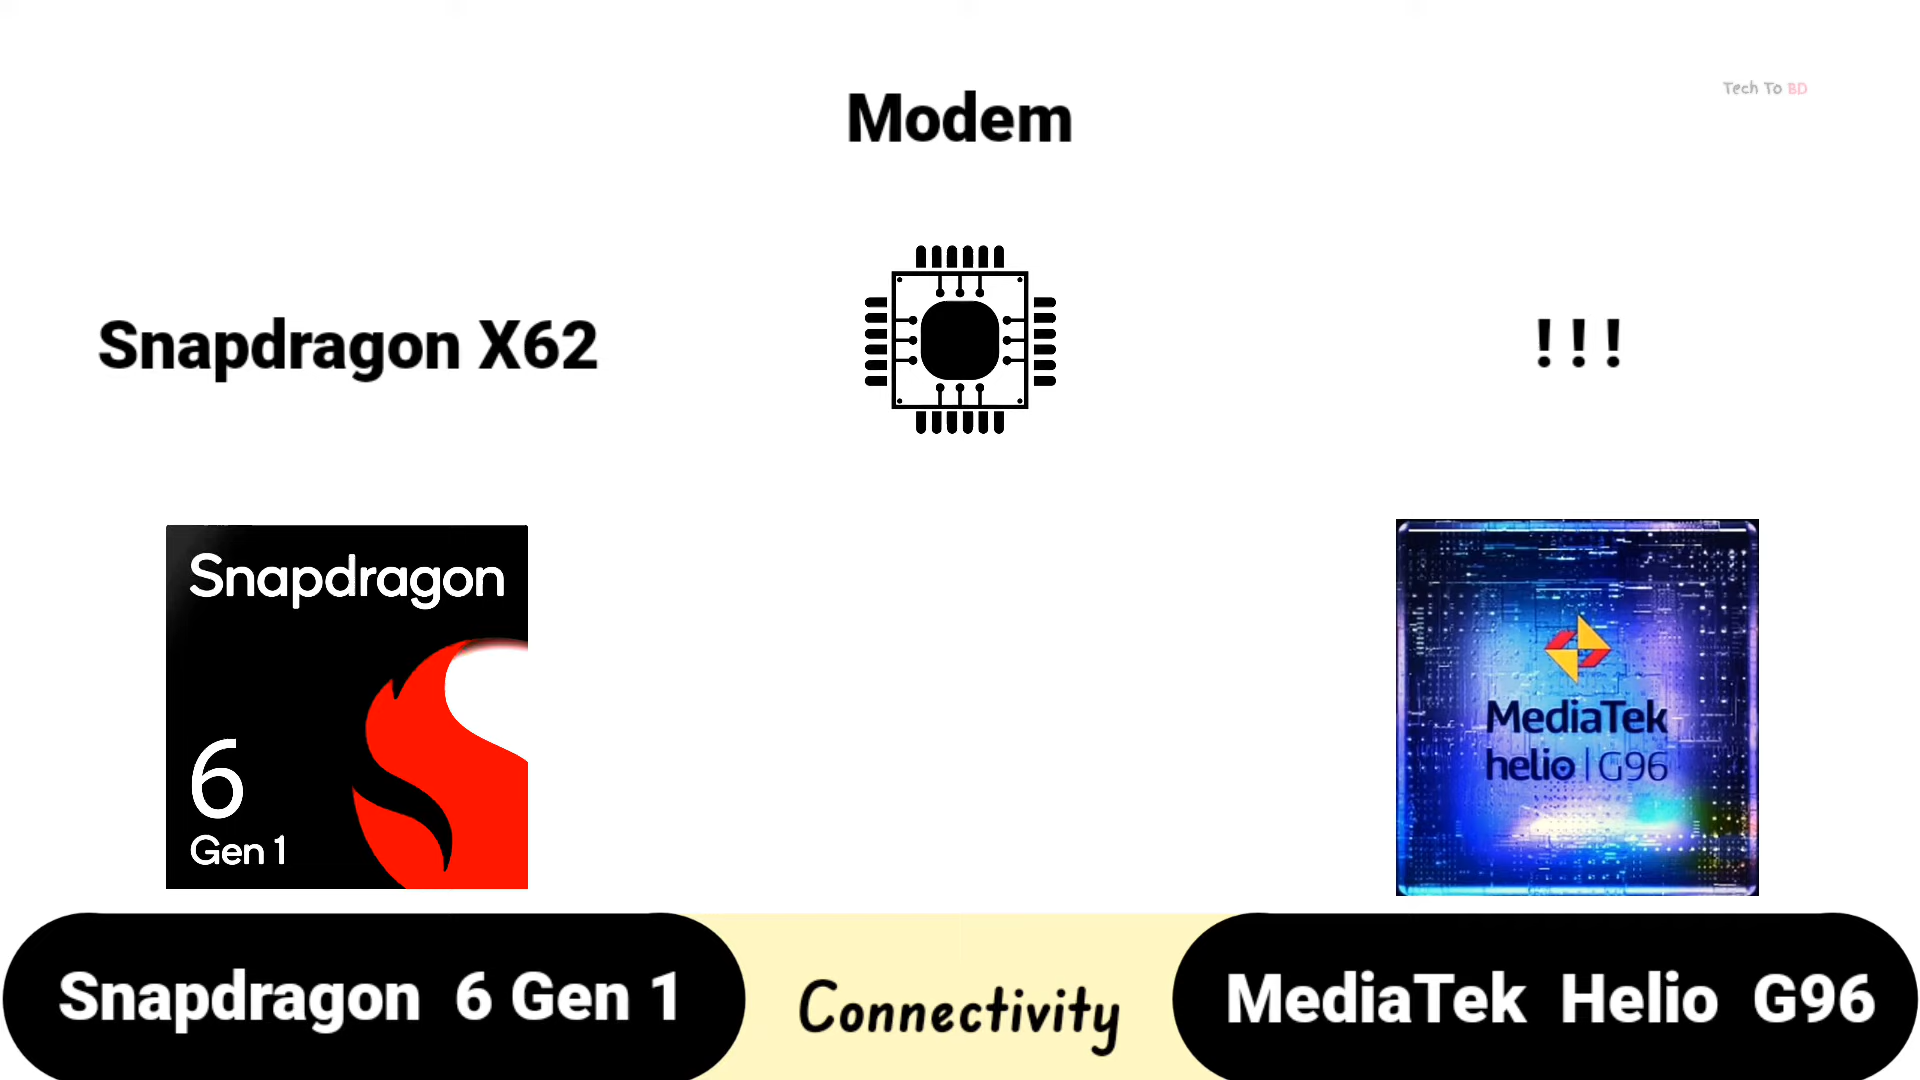 Tech To BD
Modem
Snapdragon X62
!!!
Snapdragon
6
Gen 1
MediaTek
helio | G96
Snapdragon 6 Gen 1
Connectivity
MediaTek Helio G96